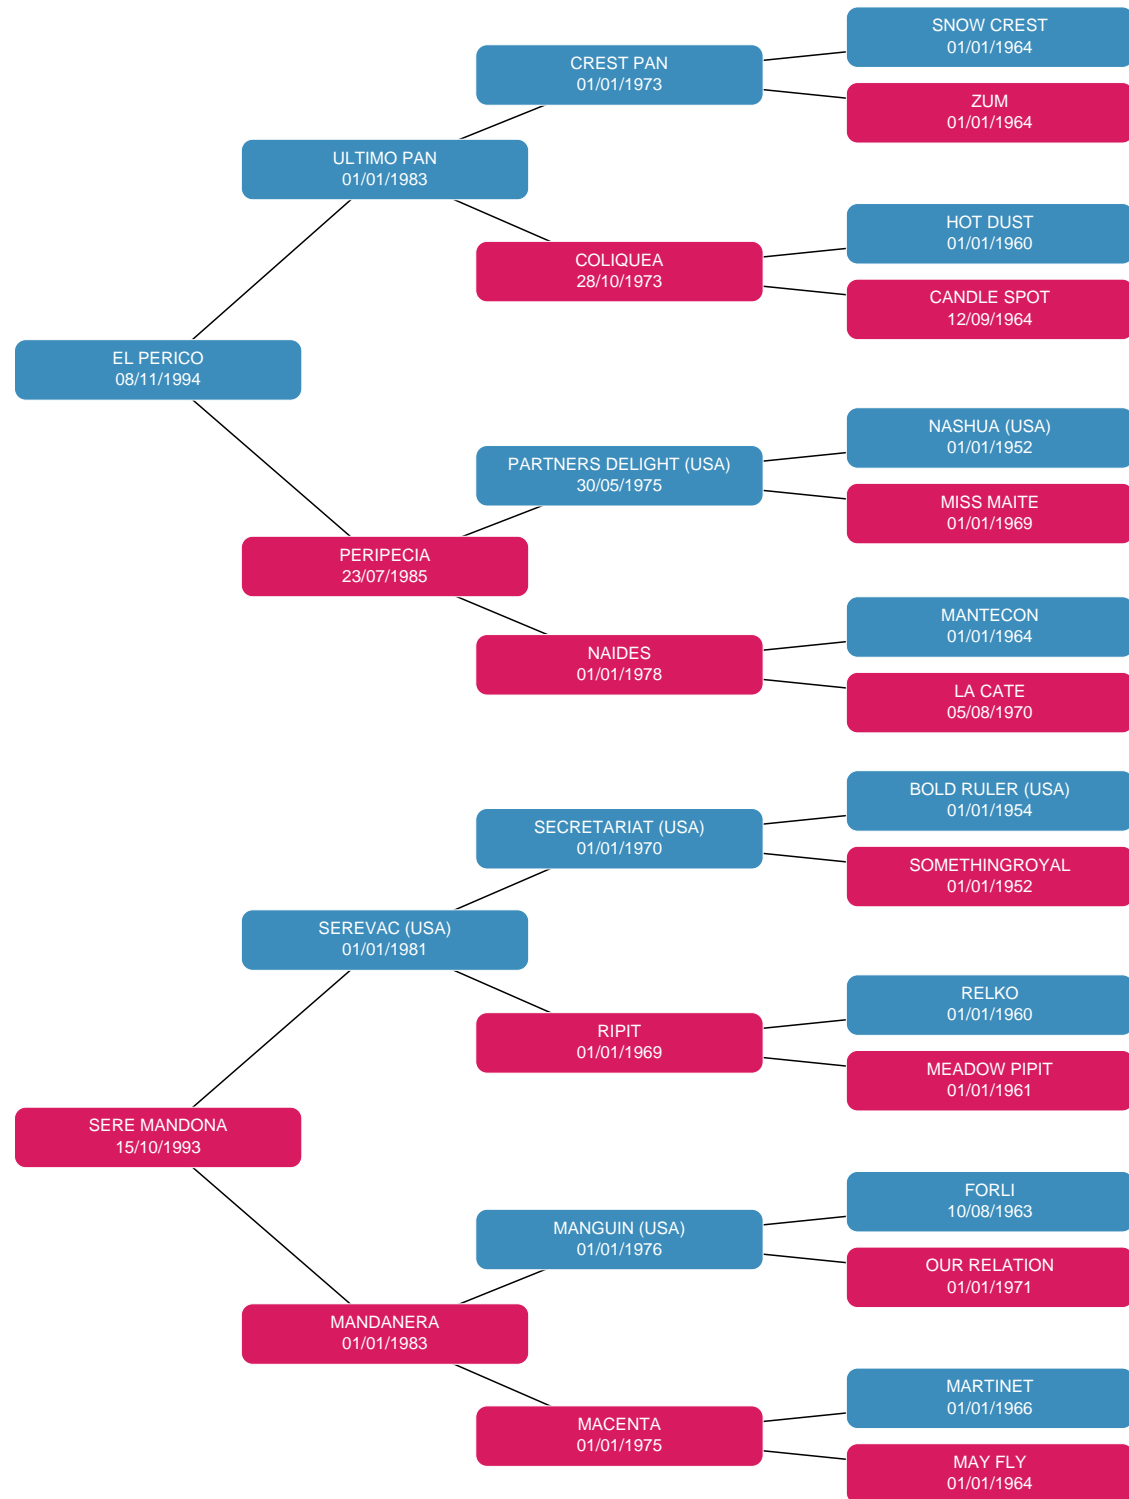 SNOW CREST
01/01/1964
CREST PAN
01/01/1973
ZUM
01/01/1964
ULTIMO PAN
01/01/1983
HOT DUST
01/01/1960
COLIQUEA
28/10/1973
CANDLE SPOT
12/09/1964
EL PERICO
08/11/1994
NASHUA (USA)
01/01/1952
PARTNERS DELIGHT (USA)
30/05/1975
MISS MAITE
01/01/1969
PERIPECIA
23/07/1985
MANTECON
01/01/1964
NAIDES
01/01/1978
LA CATE
05/08/1970
BOLD RULER (USA)
01/01/1954
SECRETARIAT (USA)
01/01/1970
SOMETHINGROYAL
01/01/1952
SEREVAC (USA)
01/01/1981
RELKO
01/01/1960
RIPIT
01/01/1969
MEADOW PIPIT
01/01/1961
SERE MANDONA
15/10/1993
FORLI
10/08/1963
MANGUIN (USA)
01/01/1976
OUR RELATION
01/01/1971
MANDANERA
01/01/1983
MARTINET
01/01/1966
MACENTA
01/01/1975
MAY FLY
01/01/1964